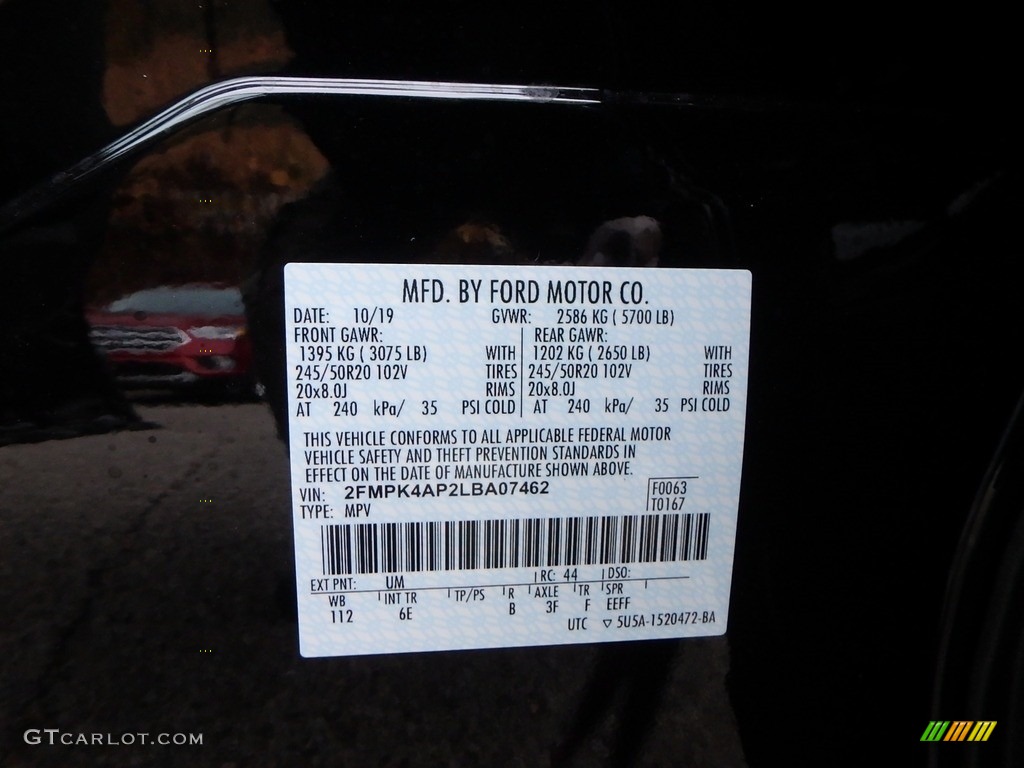 MFD. BY FORD MOTOR CO.
DATE: 10/19 GVWR: 2586 KG ( 5700 LB)
FRONT GAWR: REAR GAWR:
1395 KG ( 3075 LB) WITH 1202 KG ( 2650 LB) WITH
245/50R20 102V TIRES 245/50R20 102V TIRES
20x8.0J RIMS 20x8.0J RIMS
AT 240 kPa/ 35 PSI COLD AT 240 kPa/ 35 PSI COLD
THIS VEHICLE CONFORMS TO ALL APPLICABLE FEDERAL MOTOR
VEHICLE SAFETY AND THEFT PREVENTION STANDARDS IN
EFFECT ON THE DATE OF MANUFACTURE SHOWN ABOVE.
VIN: 2FMPK4AP2LBA07462 F0063
TYPE: MPV T0167
EXT PNT: UM RC: 44 DSO:
WB INT TR TP/PS R AXLE TR SPR
112 6E B 3F F EEFF
UTC ▽ 5U5A-1520472-BA
GTCARLOT.COM